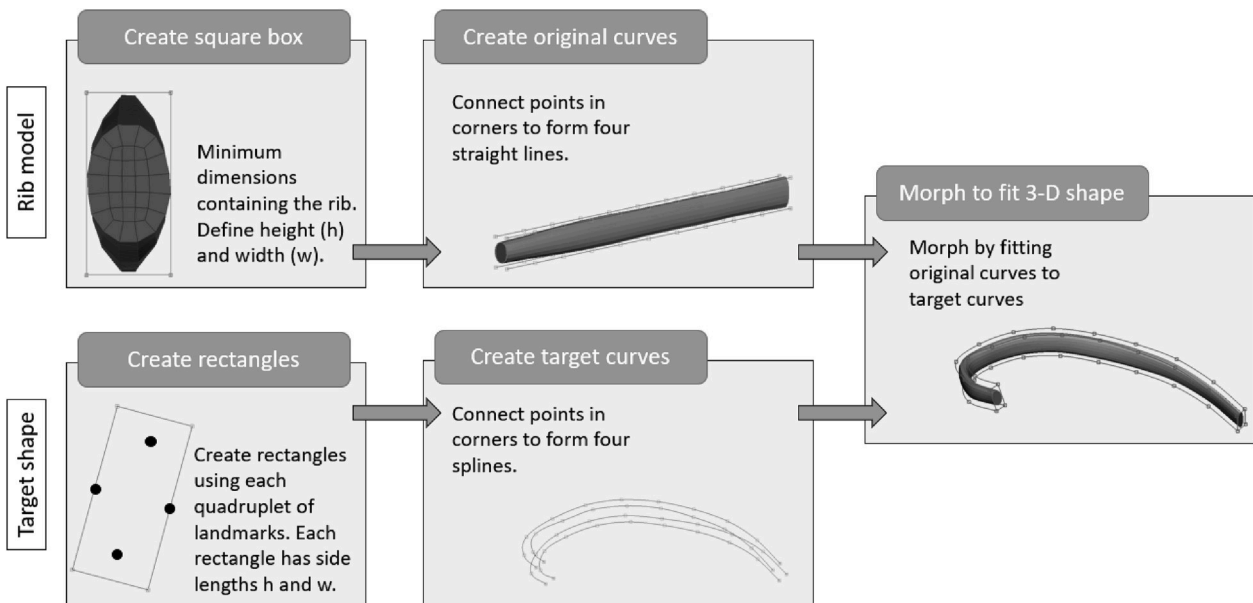 Rib model
Create square box
Minimum
dimensions
containing the rib.
Define height (h)
and width (w).
Create original curves
Connect points in
corners to form four
straight lines.
Morph to fit 3-D shape
Morph by fitting
original curves to
target curves
Target shape
Create rectangles
Create rectangles
using each
quadruplet of
landmarks. Each
rectangle has side
lengths h and w.
Create target curves
Connect points in
corners to form four
splines.